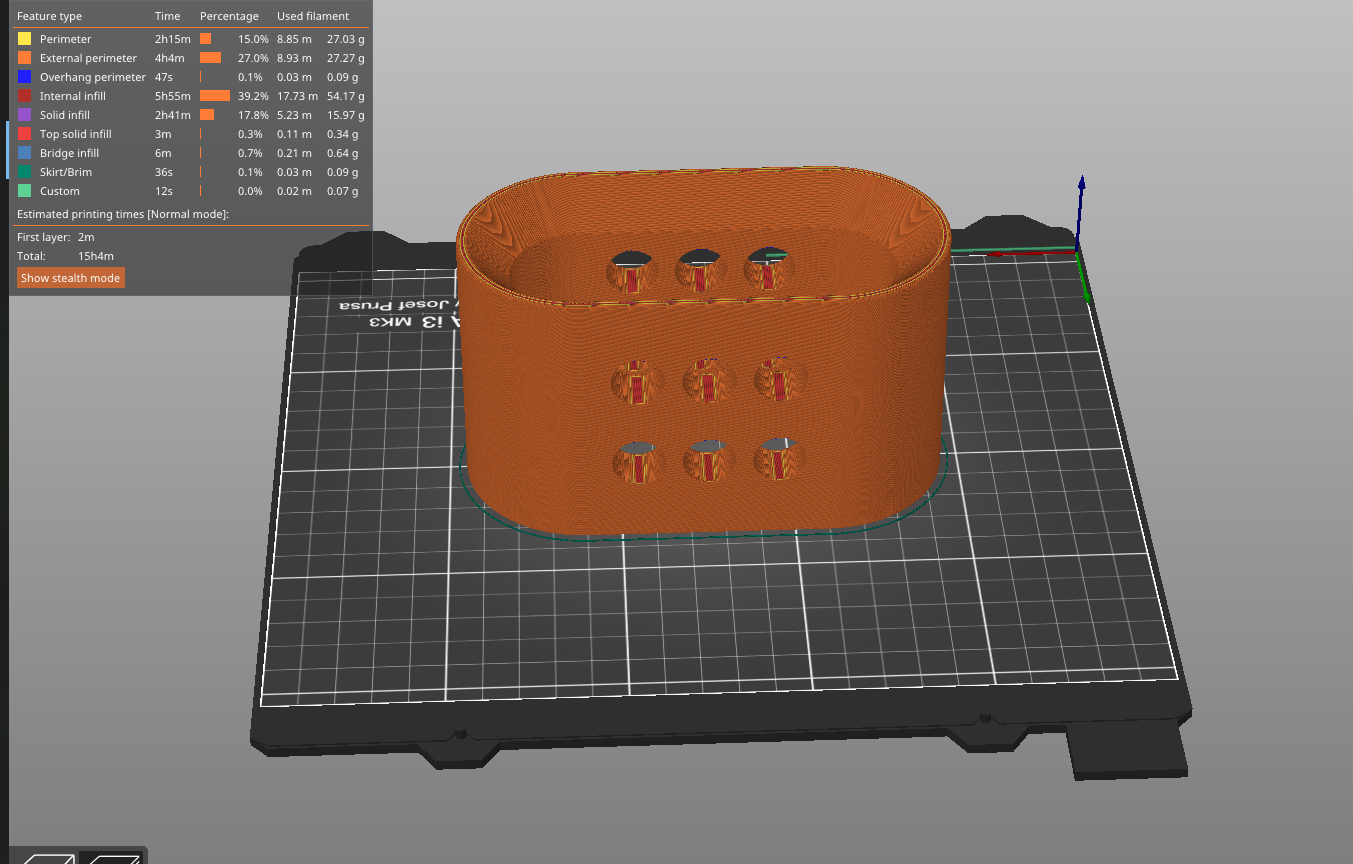 Feature type Time Percentage Used filament
Perimeter 2h15m 15.0% 8.85 m 27.03 g
External perimeter 4h4m 27.0% 8.93 m 27.27 g
Overhang perimeter 47s 0.1% 0.03 m 0.09 g
Internal infill 5h55m 39.2% 17.73 m 54.17 g
Solid infill 2h41m 17.8% 5.23 m 15.97 g
Top solid infill 3m 0.3% 0.11 m 0.34 g
Bridge infill 6m 0.7% 0.21 m 0.64 g
Skirt/Brim 36s 0.1% 0.03 m 0.09 g
Custom 12s 0.0% 0.02 m 0.07 g
Estimated printing times [Normal mode]:
First layer: 2m
Total: 15h4m
Show stealth mode
i3 MK3
Josef Prusa